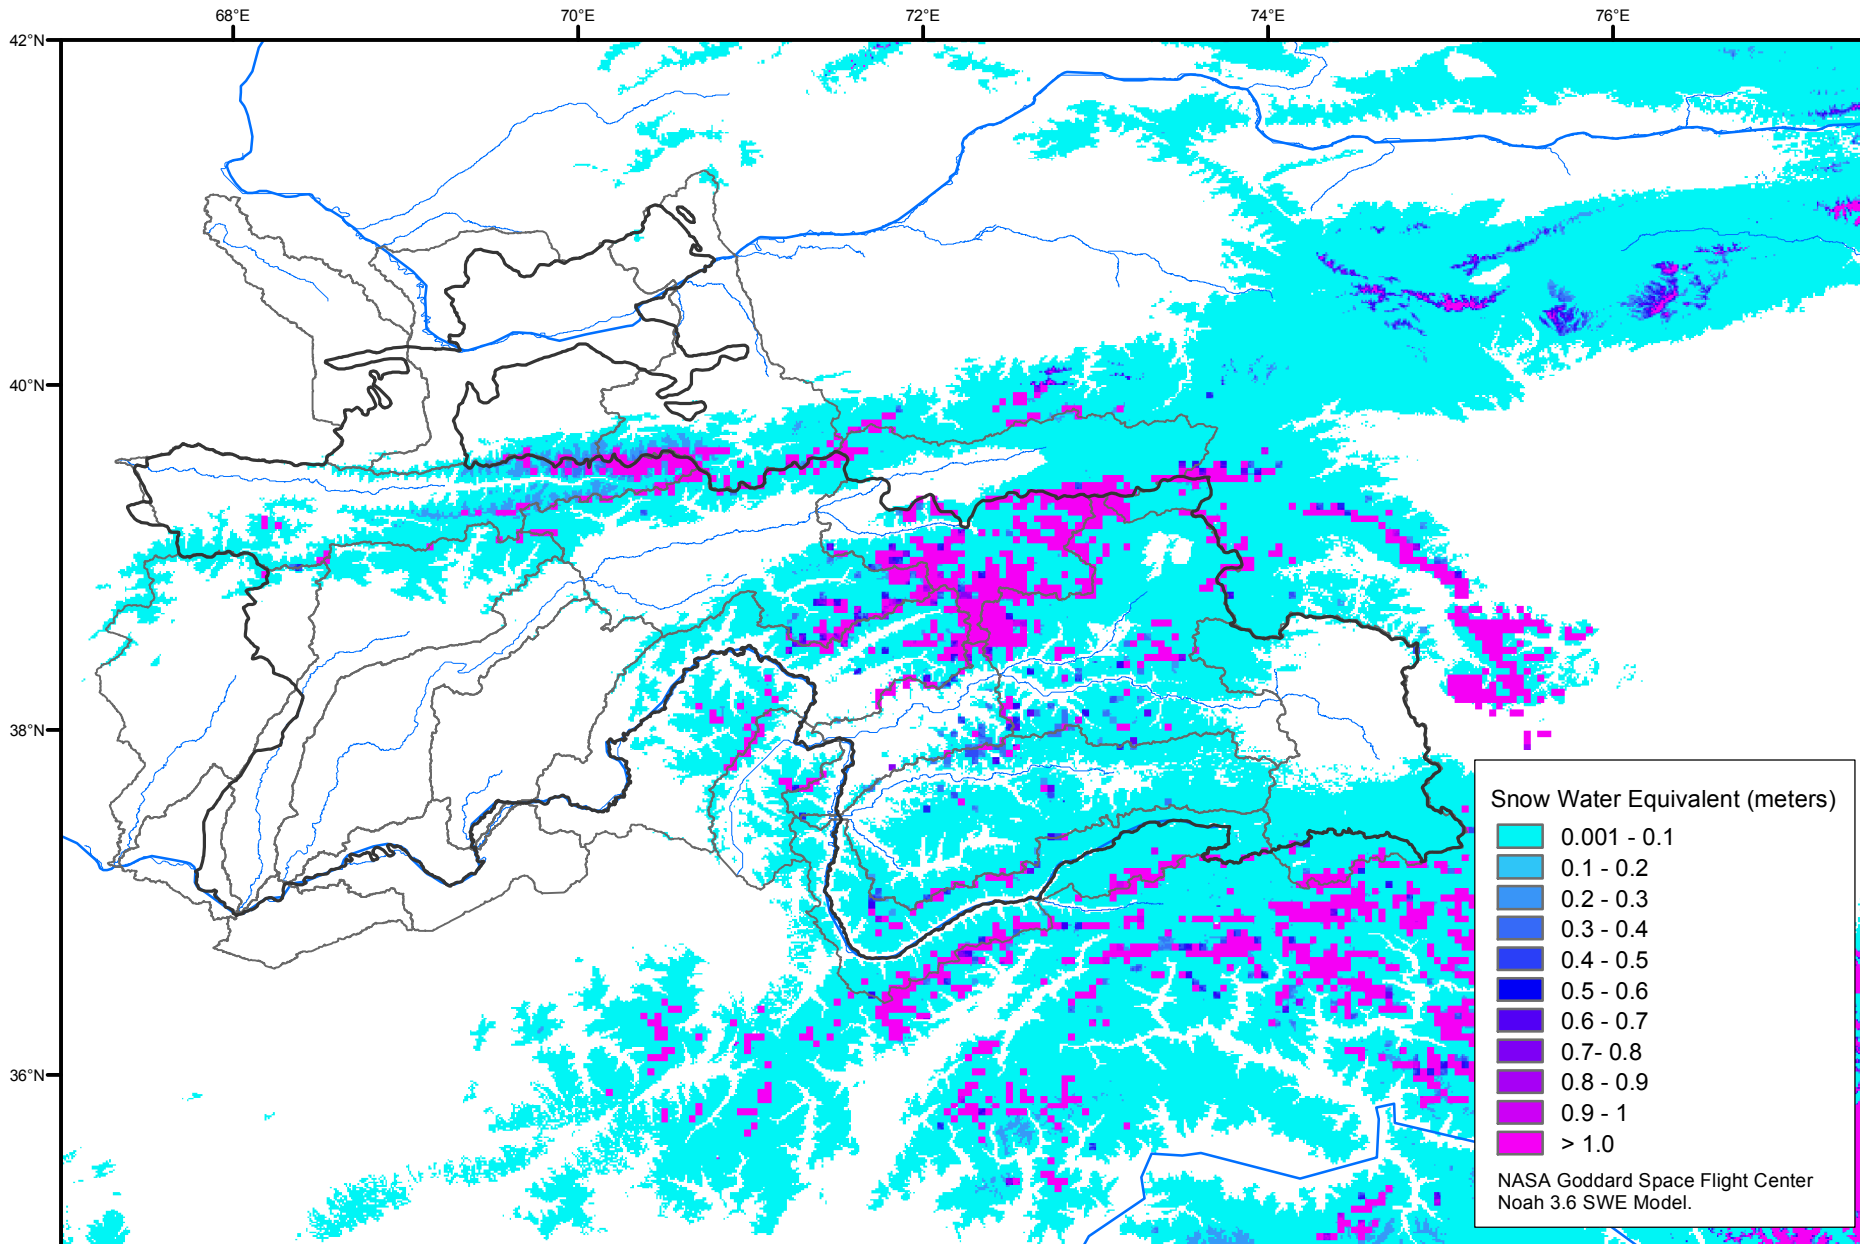 68°E
70°E
72°E
74°E
76°E
42°N
40°N
38°N
36°N
Snow Water Equivalent (meters)
0.001 - 0.1
0.1 - 0.2
0.2 - 0.3
0.3 - 0.4
0.4 - 0.5
0.5 - 0.6
0.6 - 0.7
0.7- 0.8
0.8 - 0.9
0.9 - 1
> 1.0
NASA Goddard Space Flight Center
Noah 3.6 SWE Model.